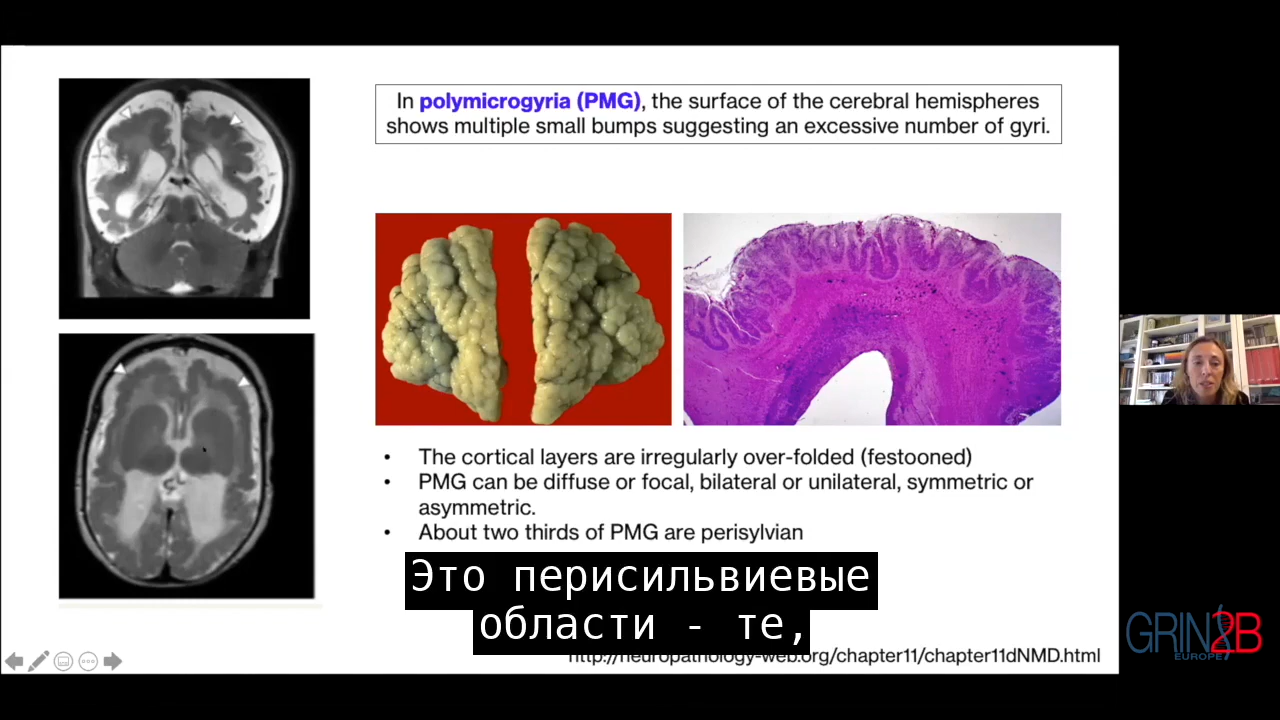 In polymicrogyria (PMG), the surface of the cerebral hemispheres
shows multiple small bumps suggesting an excessive number of gyri.
• The cortical layers are irregularly over-folded (festooned)
• PMG can be diffuse or focal, bilateral or unilateral, symmetric or
asymmetric.
• About two thirds of PMG are perisylvian
Это перисильвиевые
области - те,
http://neuropathology-web.org/chapter11/chapter11dNMD.html
GRIN2B
EUROPE